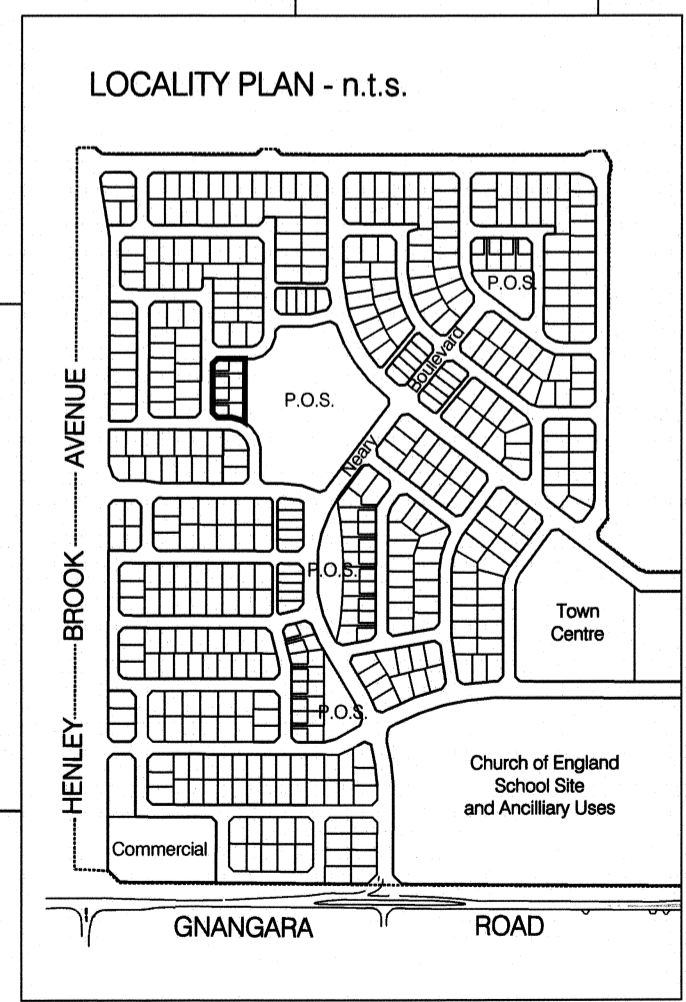 LOCALITY PLAN - n.t.s.
P.O.S.
Boulevard
P.O.S.
Neary
HENLEY BROOK AVENUE
P.O.S.
Town
Centre
P.O.S.
Church of England
School Site
and Ancilliary Uses
Commercial
GNANGARA ROAD